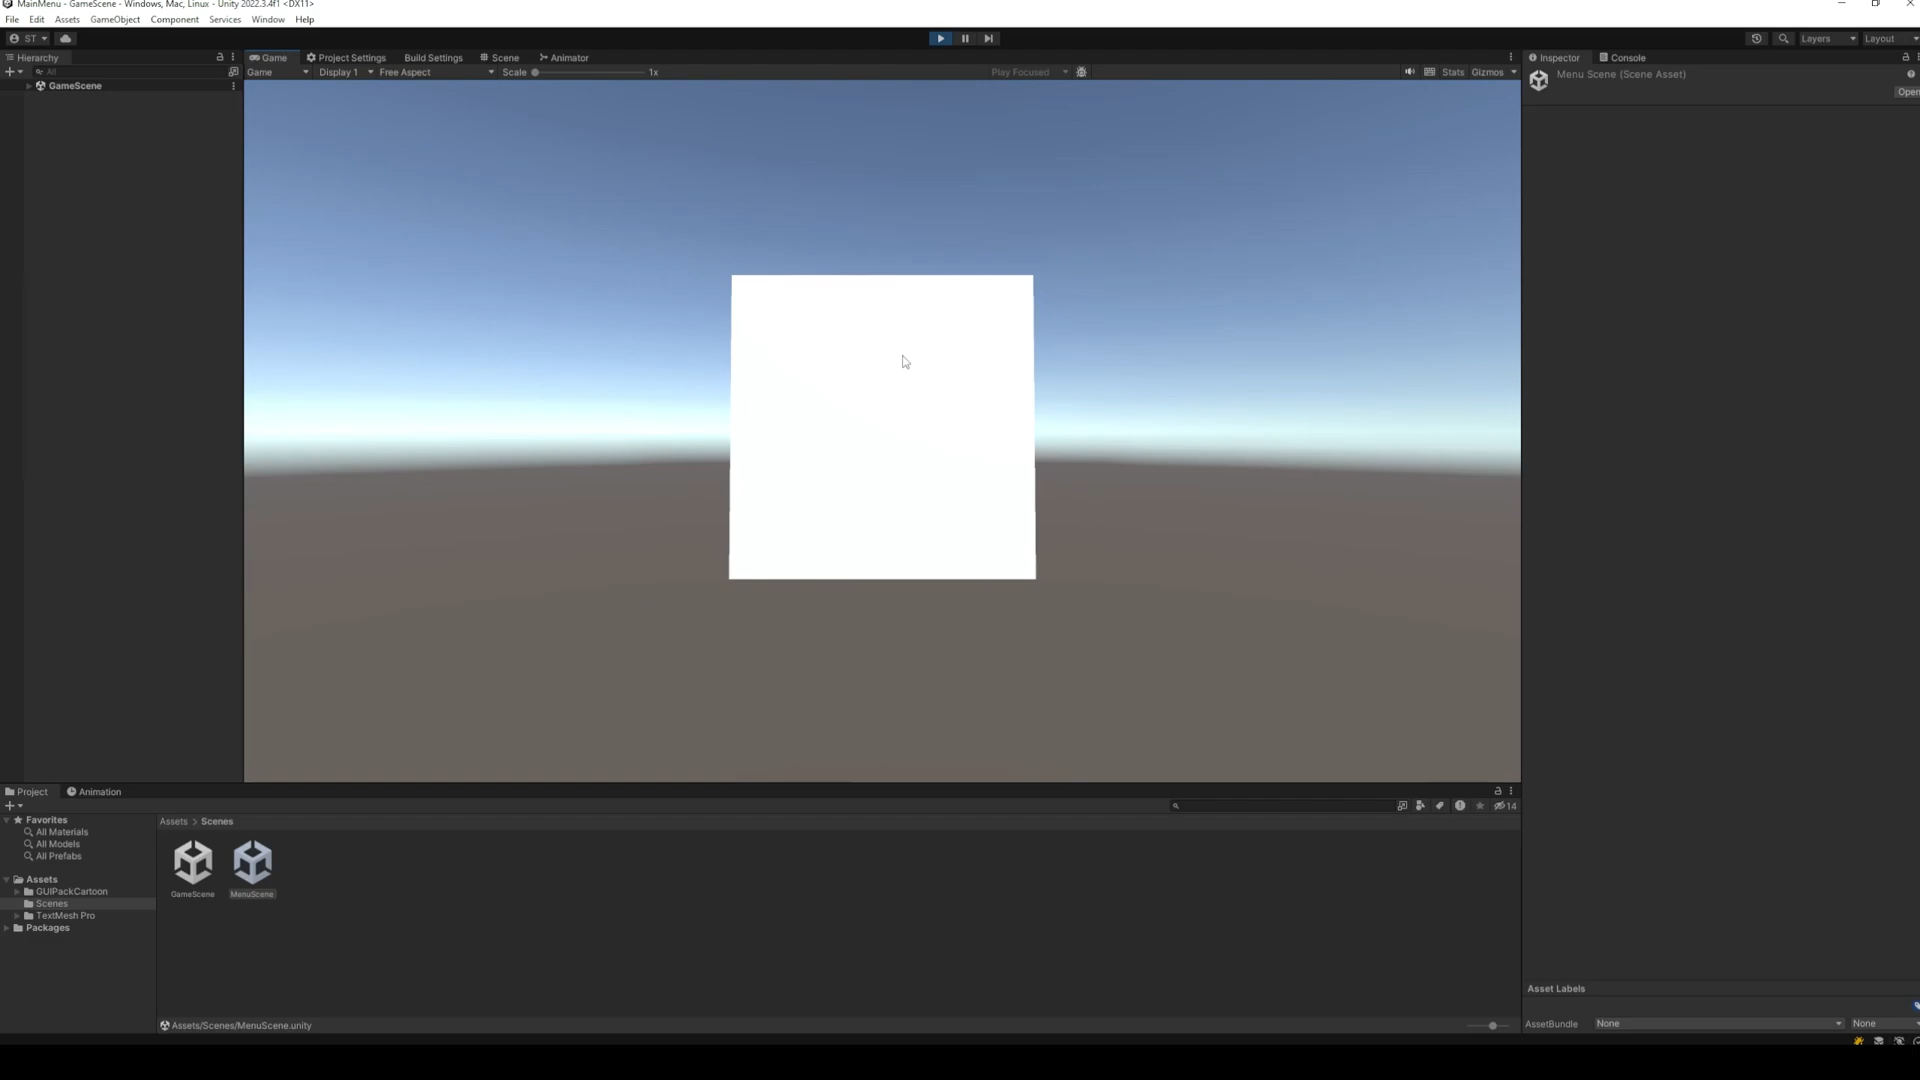 MainMenu - GameScene - Windows, Mac, Linux - Unity 2022.3.4f1 <DX11>
File Edit Assets GameObject Component Services Window Help
ST Layers Layout
Hierarchy Game Project Settings Build Settings Scene Animator Inspector Console
All Game Display 1 Free Aspect Scale 1x Play Focused Stats Gizmos Menu Scene (Scene Asset)
GameScene Open
Project Animation
14
Favorites Assets > Scenes
All Materials
All Models
All Prefabs
Assets
GUIPackCartoon GameScene MenuScene
Scenes
TextMesh Pro
Packages
Asset Labels
Assets/Scenes/MenuScene.unity AssetBundle None None